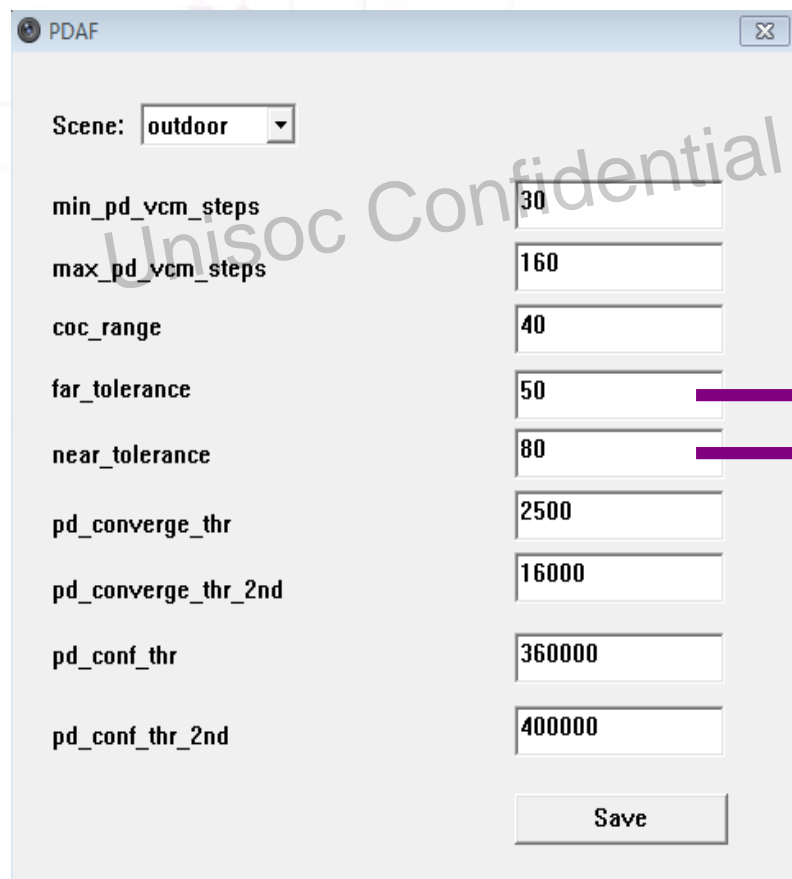 PDAF
Scene: outdoor
Unisoc Confidential
min_pd_vcm_steps 30
max_pd_vcm_steps 160
coc_range 40
far_tolerance 50
near_tolerance 80
pd_converge_thr 2500
pd_converge_thr_2nd 16000
pd_conf_thr 360000
pd_conf_thr_2nd 400000
Save